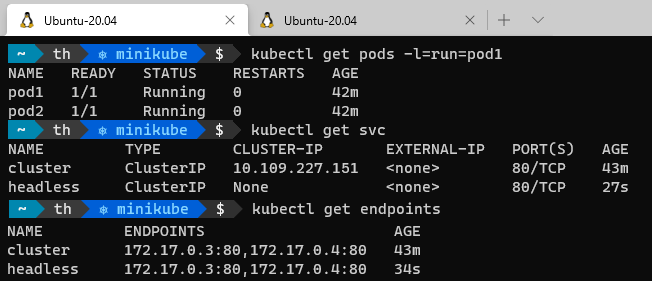 Ubuntu-20.04 × Ubuntu-20.04 × + ∨
~ th ⎈ minikube $ kubectl get pods -l=run=pod1
NAME READY STATUS RESTARTS AGE
pod1 1/1 Running 0 42m
pod2 1/1 Running 0 42m
~ th ⎈ minikube $ kubectl get svc
NAME TYPE CLUSTER-IP EXTERNAL-IP PORT(S) AGE
cluster ClusterIP 10.109.227.151 <none> 80/TCP 43m
headless ClusterIP None <none> 80/TCP 27s
~ th ⎈ minikube $ kubectl get endpoints
NAME ENDPOINTS AGE
cluster 172.17.0.3:80,172.17.0.4:80 43m
headless 172.17.0.3:80,172.17.0.4:80 34s